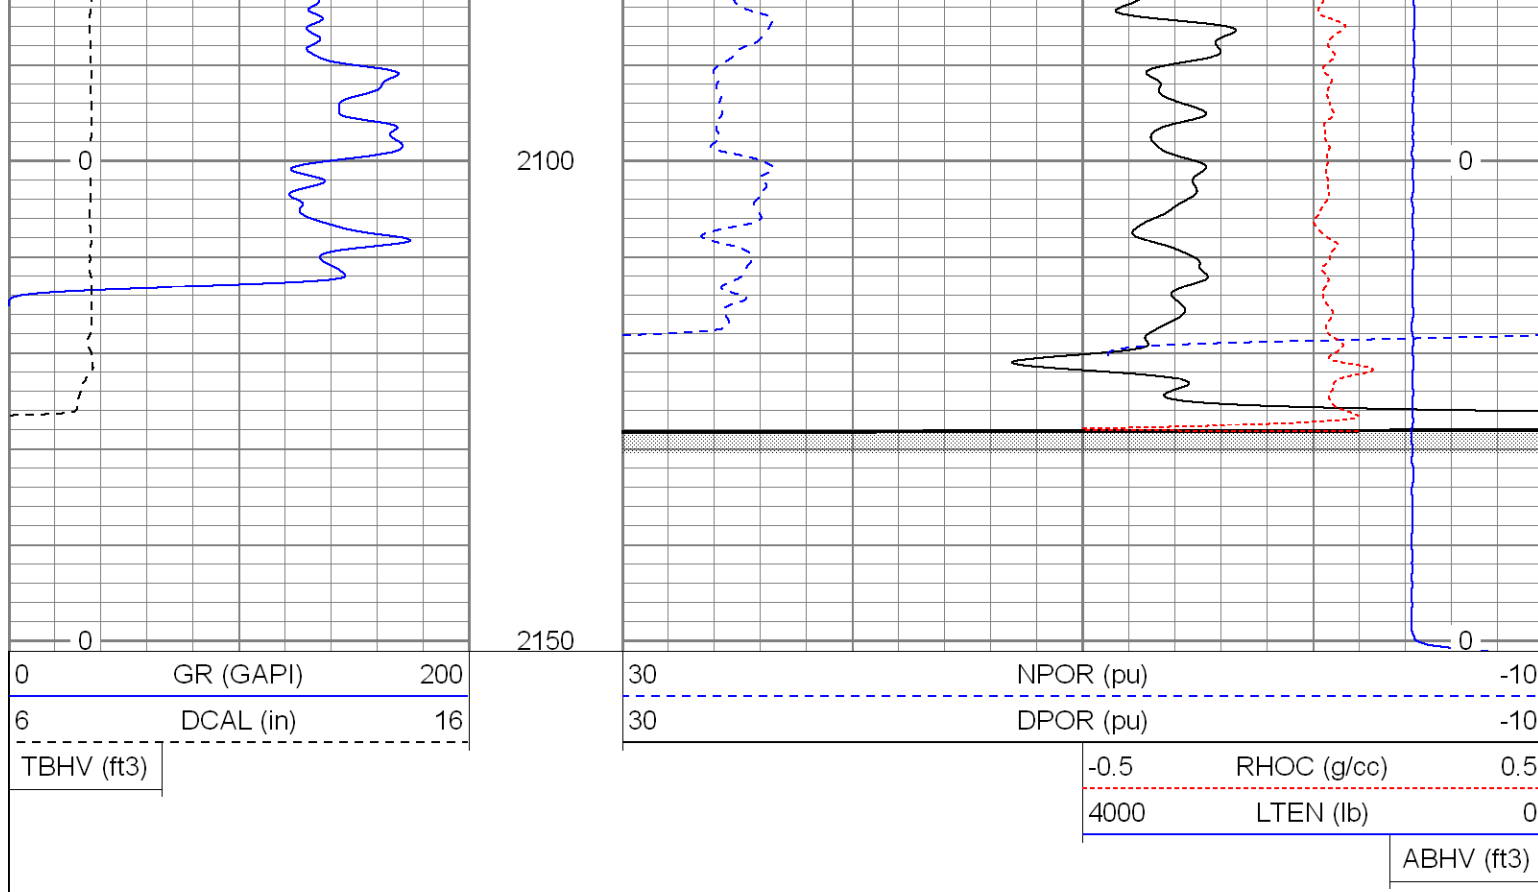 0 2100 0
0 2150 0
0 GR (GAPI) 200 30 NPOR (pu) -10
6 DCAL (in) 16 30 DPOR (pu) -10
TBHV (ft3) -0.5 RHOC (g/cc) 0.5
4000 LTEN (lb) 0
ABHV (ft3)